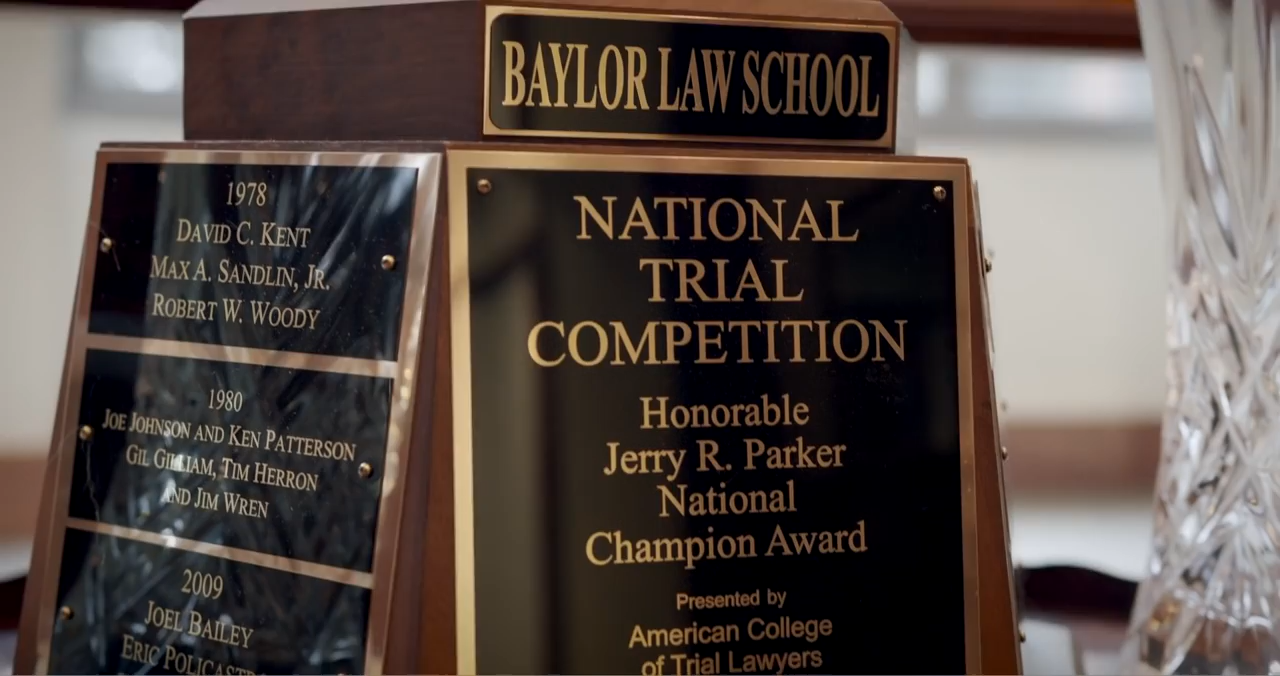 BAYLOR LAW SCHOOL
1978
DAVID C. KENT
MAX A. SANDLIN, JR.
ROBERT W. WOODY
1980
JOE JOHNSON AND KEN PATTERSON
GIL GILLIAM, TIM HERRON
AND JIM WREN
2009
JOEL BAILEY
ERIC
NATIONAL
TRIAL
COMPETITION
Honorable
Jerry R. Parker
National
Champion Award
Presented by
American College
of Trial Lawyers